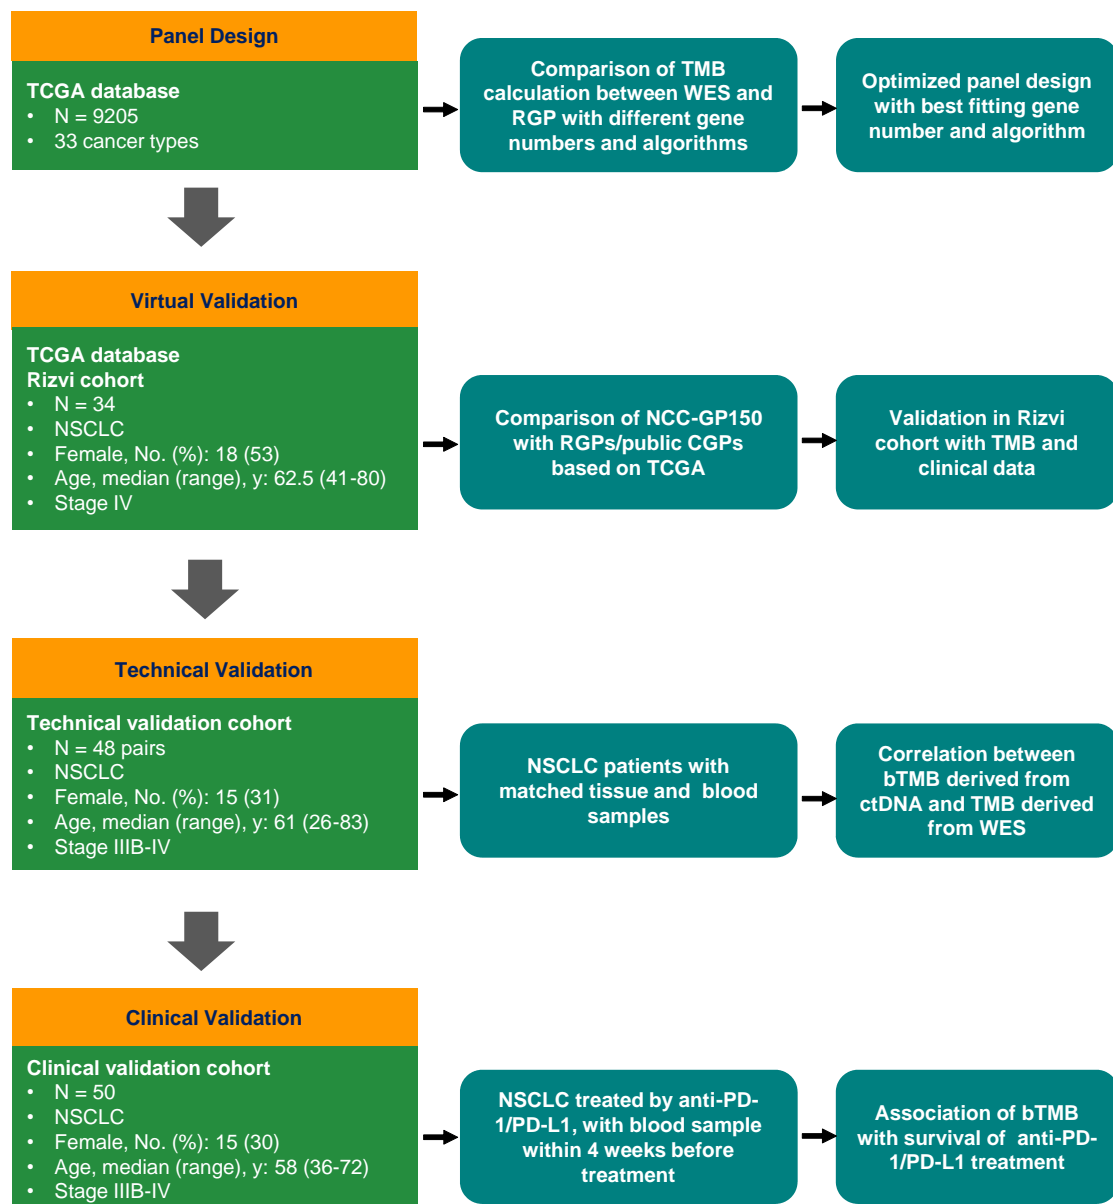 Panel Design
TCGA database
• N = 9205
• 33 cancer types
Comparison of TMB
calculation between WES and
RGP with different gene
numbers and algorithms
Optimized panel design
with best fitting gene
number and algorithm
Virtual Validation
TCGA database
Rizvi cohort
• N = 34
• NSCLC
• Female, No. (%): 18 (53)
• Age, median (range), y: 62.5 (41-80)
• Stage IV
Comparison of NCC-GP150
with RGPs/public CGPs
based on TCGA
Validation in Rizvi
cohort with TMB and
clinical data
Technical Validation
Technical validation cohort
• N = 48 pairs
• NSCLC
• Female, No. (%): 15 (31)
• Age, median (range), y: 61 (26-83)
• Stage IIIB-IV
NSCLC patients with
matched tissue and blood
samples
Correlation between
bTMB derived from
ctDNA and TMB derived
from WES
Clinical Validation
Clinical validation cohort
• N = 50
• NSCLC
• Female, No. (%): 15 (30)
• Age, median (range), y: 58 (36-72)
• Stage IIIB-IV
NSCLC treated by anti-PD-
1/PD-L1, with blood sample
within 4 weeks before
treatment
Association of bTMB
with survival of anti-PD-
1/PD-L1 treatment